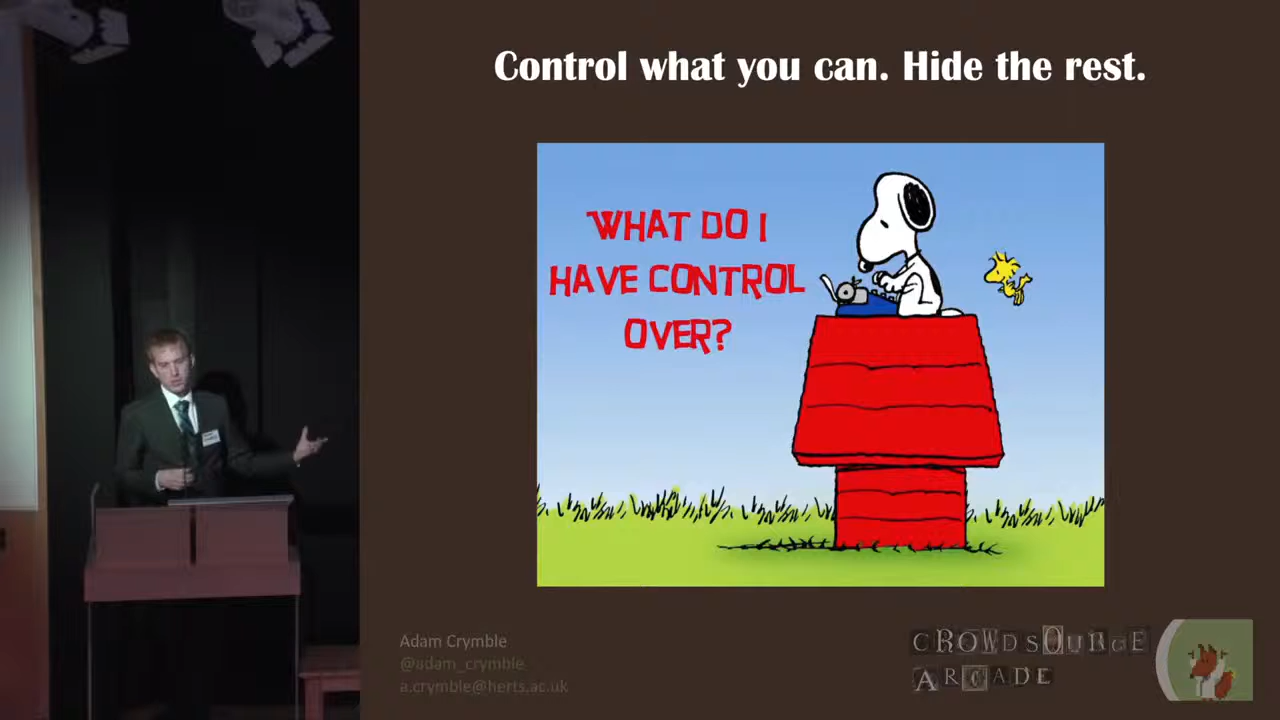 Control what you can. Hide the rest.
WHAT DO I
HAVE CONTROL
OVER?
Adam Crymble
@adam_crymble
a.crymble@herts.ac.uk
CROWDSOURCE
ARCADE